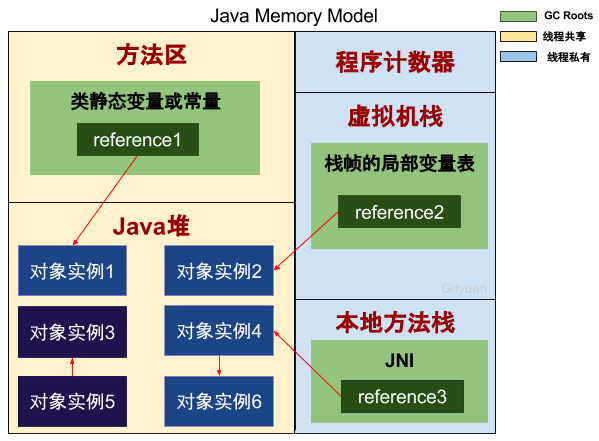 Java Memory Model
GC Roots
线程共享
线程私有
方法区
类静态变量或常量
reference1
程序计数器
虚拟机栈
栈帧的局部变量表
reference2
Gityuan
Java堆
对象实例1
对象实例2
对象实例3
对象实例4
对象实例5
对象实例6
本地方法栈
JNI
reference3